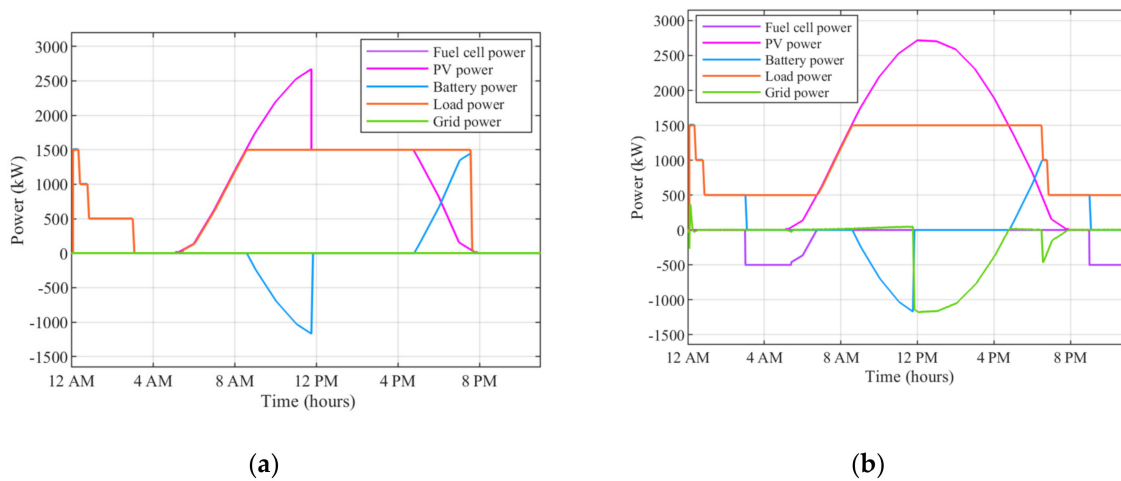 3000
2500
2000
1500
1000
500
0
-500
-1000
-1500
Power (kW)
Fuel cell power
PV power
Battery power
Load power
Grid power
12 AM 4 AM 8 AM 12 PM 4 PM 8 PM
Time (hours)
(a)
3000
2500
2000
1500
1000
500
0
-500
-1000
-1500
Power (kW)
Fuel cell power
PV power
Battery power
Load power
Grid power
12 AM 4 AM 8 AM 12 PM 4 PM 8 PM
Time (hours)
(b)